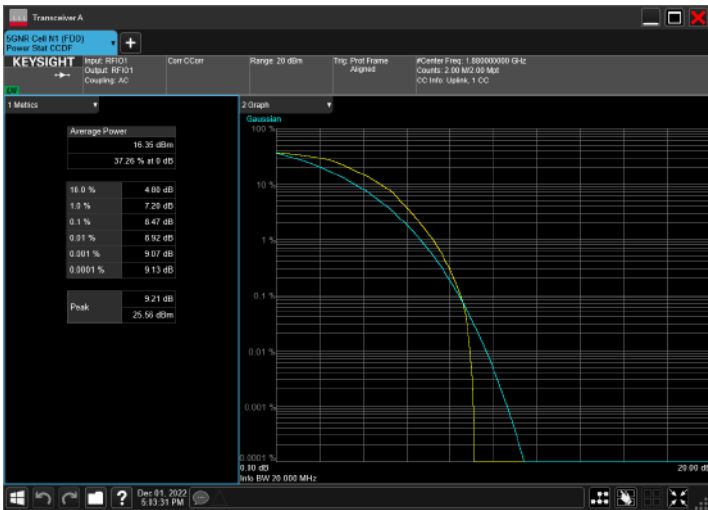 Transceiver A
5GNR Cell N1 (FDD)
Power Stat CCDF
+
KEYSIGHT
Input: RFIO1
Output: RFIO1
Coupling: AC
Corr CCorr
Range: 20 dBm
Trig: Prot Frame
Aligned
#Center Freq: 1.880000000 GHz
Counts: 2.00 M/2.00 Mpt
CC Info: Uplink, 1 CC
1 Metrics
Average Power
16.35 dBm
37.26 % at 0 dB
10.0 % 4.80 dB
1.0 % 7.20 dB
0.1 % 8.47 dB
0.01 % 8.92 dB
0.001 % 9.07 dB
0.0001 % 9.13 dB
Peak
9.21 dB
25.56 dBm
2 Graph
Gaussian
100 %
10 %
1 %
0.1 %
0.01 %
0.001 %
0.0001 %
0.00 dB
20.00 dB
Info BW 20.000 MHz
?
Dec 01, 2022
5:13:31 PM